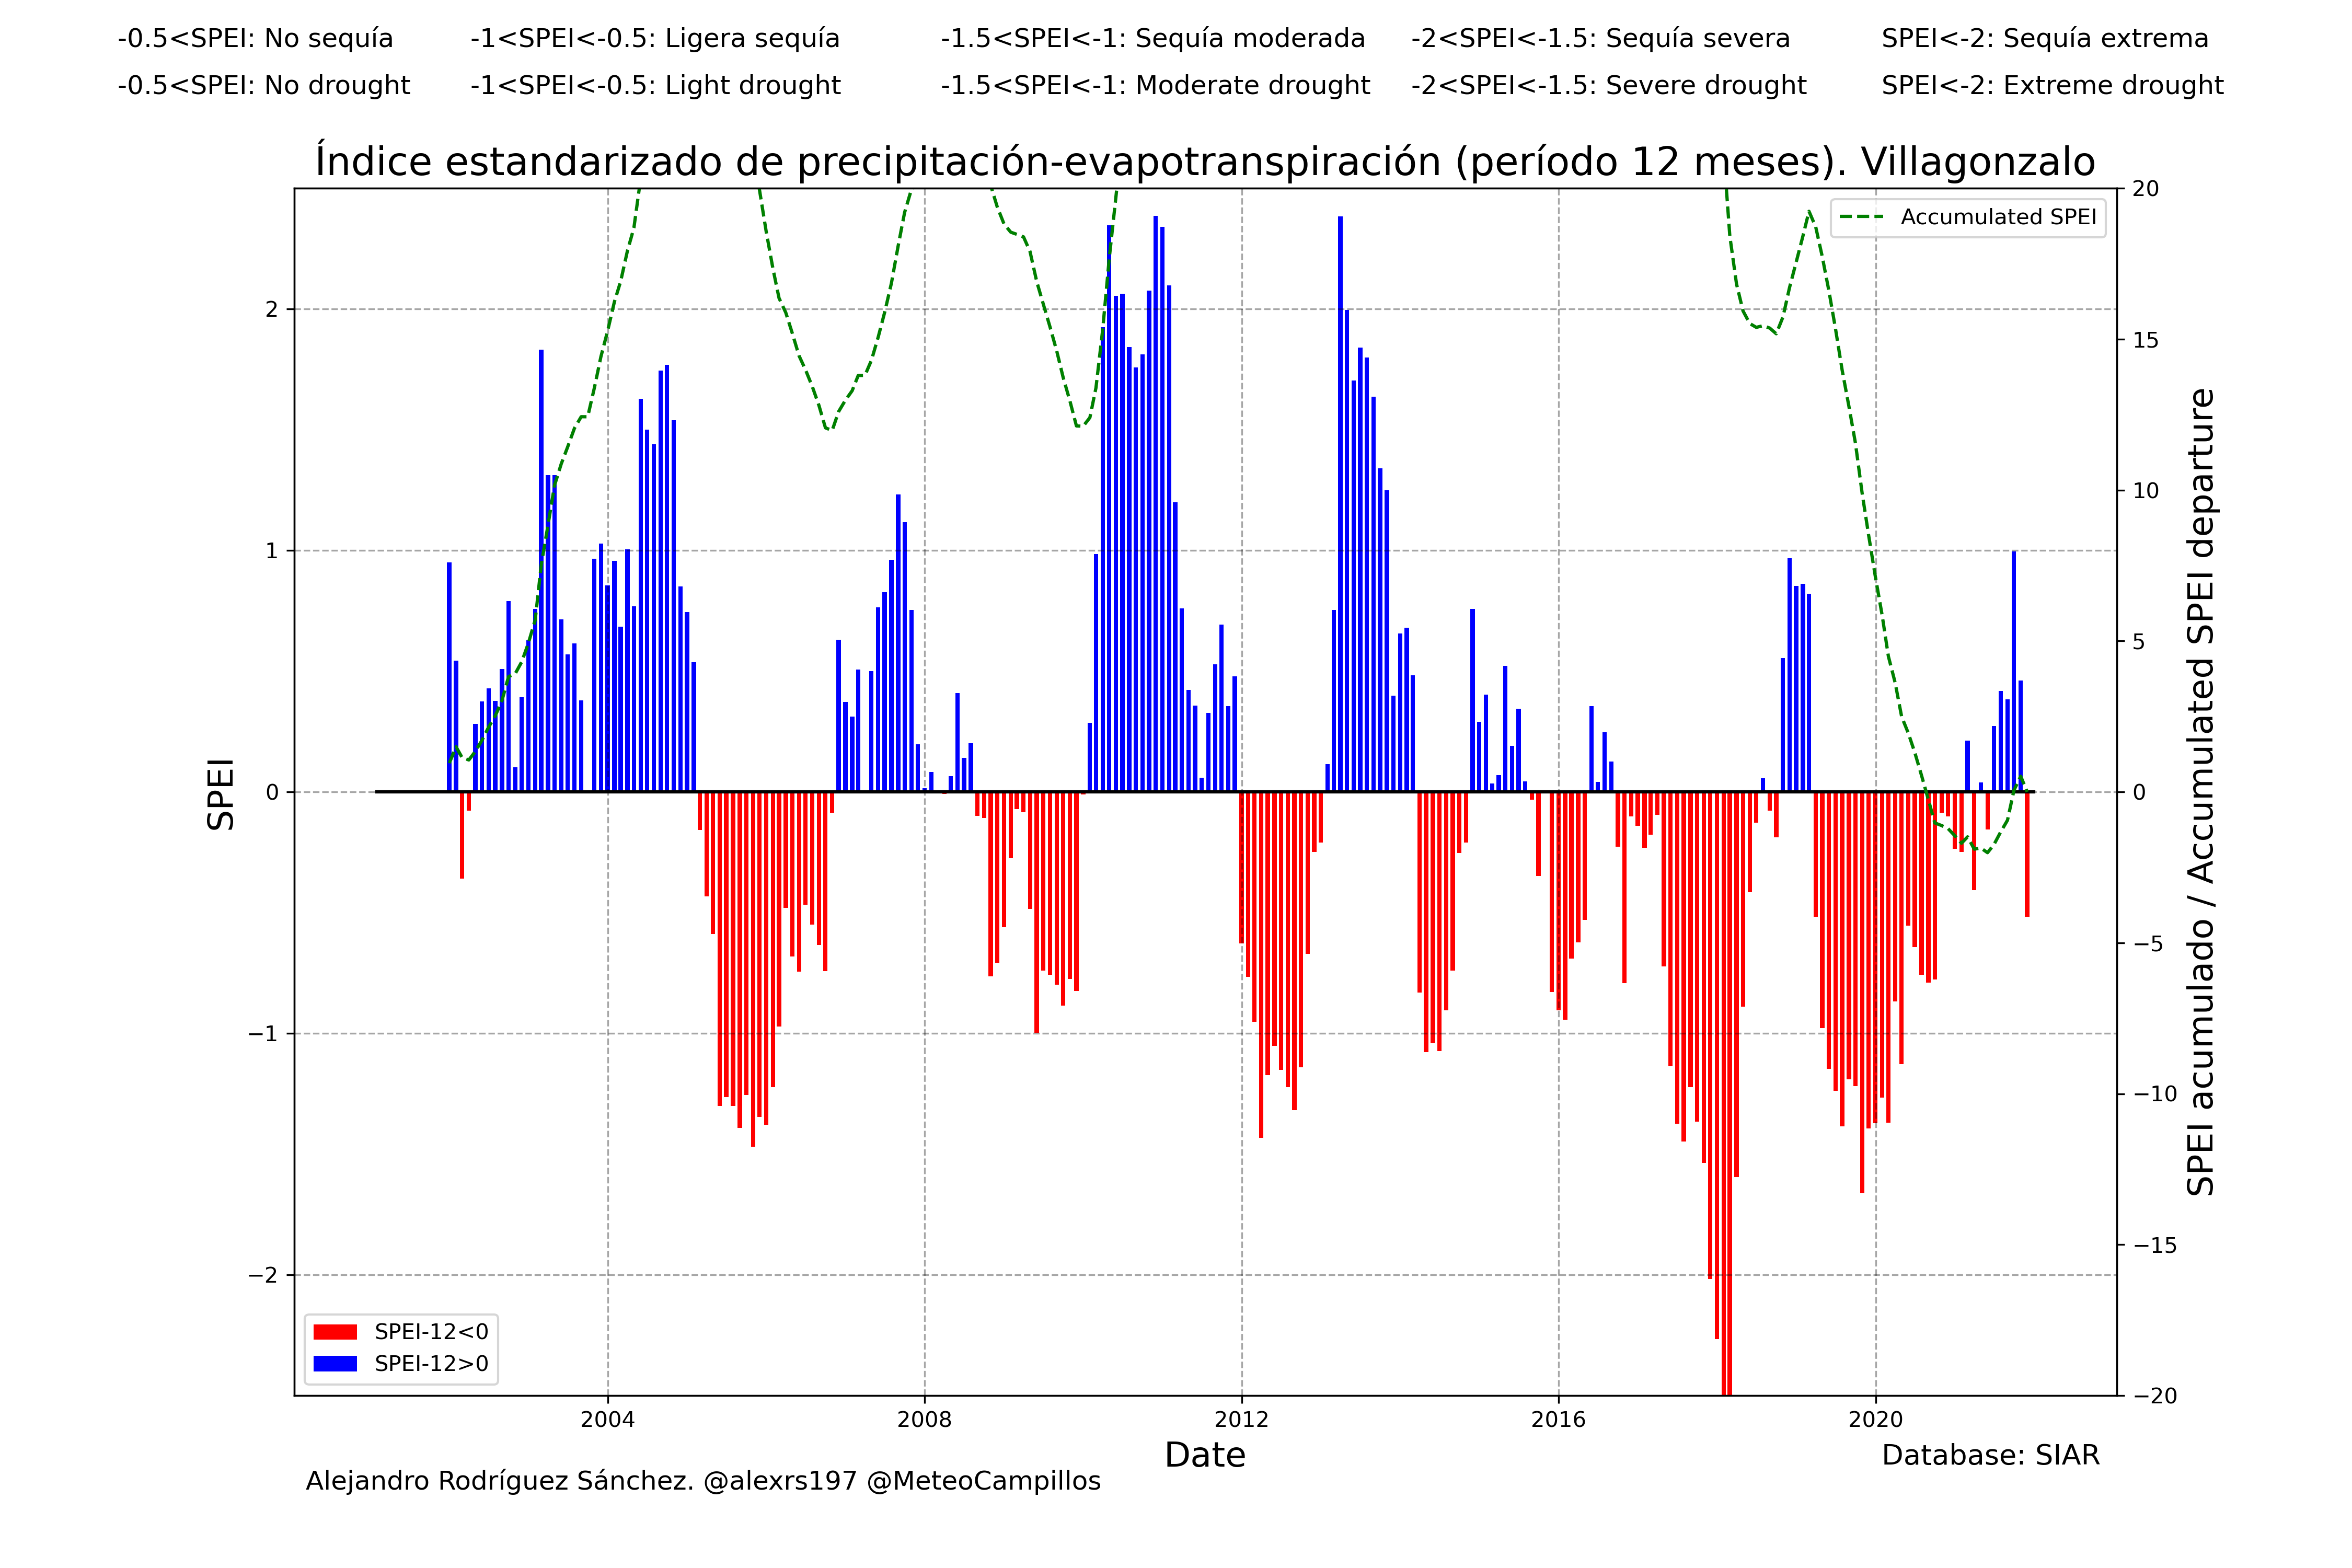 -0.5<SPEI: No sequía -1<SPEI<-0.5: Ligera sequía -1.5<SPEI<-1: Sequía moderada -2<SPEI<-1.5: Sequía severa SPEI<-2: Sequía extrema
-0.5<SPEI: No drought -1<SPEI<-0.5: Light drought -1.5<SPEI<-1: Moderate drought -2<SPEI<-1.5: Severe drought SPEI<-2: Extreme drought
Índice estandarizado de precipitación-evapotranspiración (período 12 meses). Villagonzalo
Accumulated SPEI
SPEI
2
1
0
−1
−2
20
15
10
5
0
−5
−10
−15
−20
SPEI acumulado / Accumulated SPEI departure
SPEI-12<0
SPEI-12>0
2004 2008 2012 2016 2020
Date
Database: SIAR
Alejandro Rodríguez Sánchez. @alexrs197 @MeteoCampillos